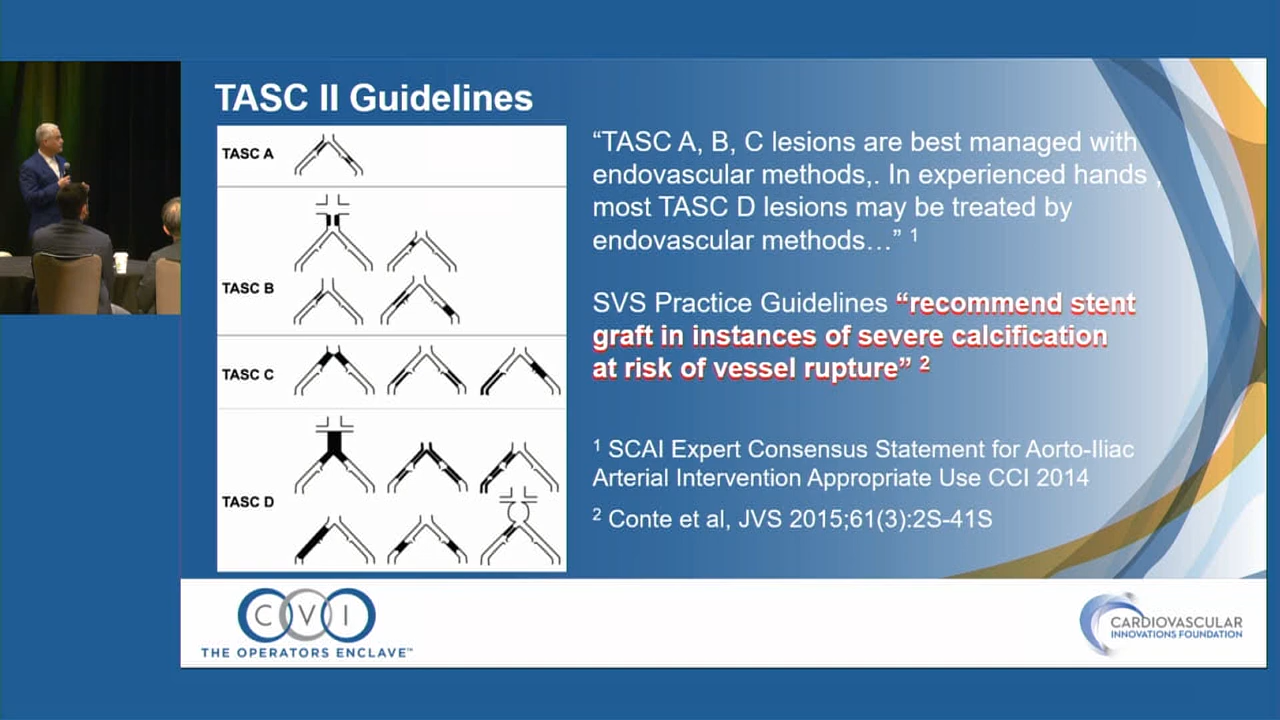 TASC II Guidelines
TASC A
TASC B
TASC C
TASC D
“TASC A, B, C lesions are best managed with
endovascular methods,. In experienced hands ,
most TASC D lesions may be treated by
endovascular methods…” 1
SVS Practice Guidelines “recommend stent
graft in instances of severe calcification
at risk of vessel rupture” 2
1 SCAI Expert Consensus Statement for Aorto-Iliac
Arterial Intervention Appropriate Use CCI 2014
2 Conte et al, JVS 2015;61(3):2S-41S
CVI
THE OPERATORS ENCLAVE™
CARDIOVASCULAR
INNOVATIONS FOUNDATION